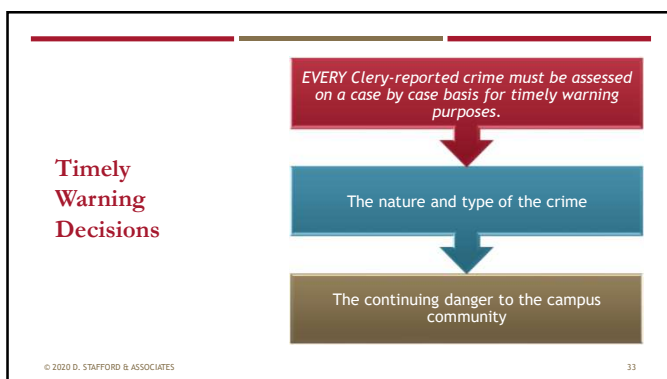 EVERY Clery-reported crime must be assessed
on a case by case basis for timely warning
purposes.
Timely
Warning
Decisions
The nature and type of the crime
The continuing danger to the campus
community
© 2020 D. STAFFORD & ASSOCIATES
33